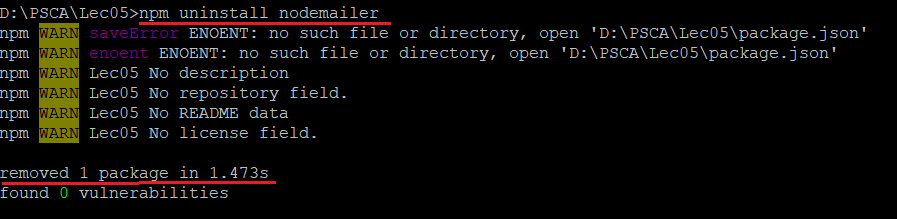 D:\PSCA\Lec05>npm uninstall nodemailer
npm WARN saveError ENOENT: no such file or directory, open 'D:\PSCA\Lec05\package.json'
npm WARN enoent ENOENT: no such file or directory, open 'D:\PSCA\Lec05\package.json'
npm WARN Lec05 No description
npm WARN Lec05 No repository field.
npm WARN Lec05 No README data
npm WARN Lec05 No license field.
removed 1 package in 1.473s
found 0 vulnerabilities